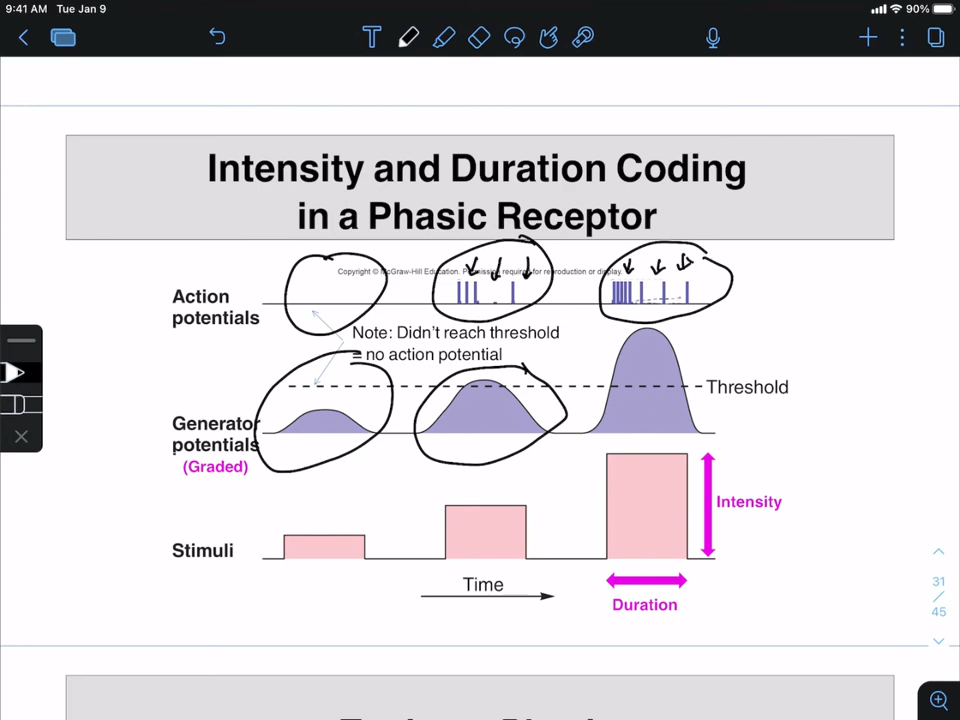 9:41 AM Tue Jan 9
90%
Intensity and Duration Coding
in a Phasic Receptor
Copyright © McGraw-Hill Education. Permission required for reproduction or display.
Action
potentials
Note: Didn't reach threshold
= no action potential
Threshold
Generator
potentials
(Graded)
Intensity
Stimuli
Time
Duration
31
/
45